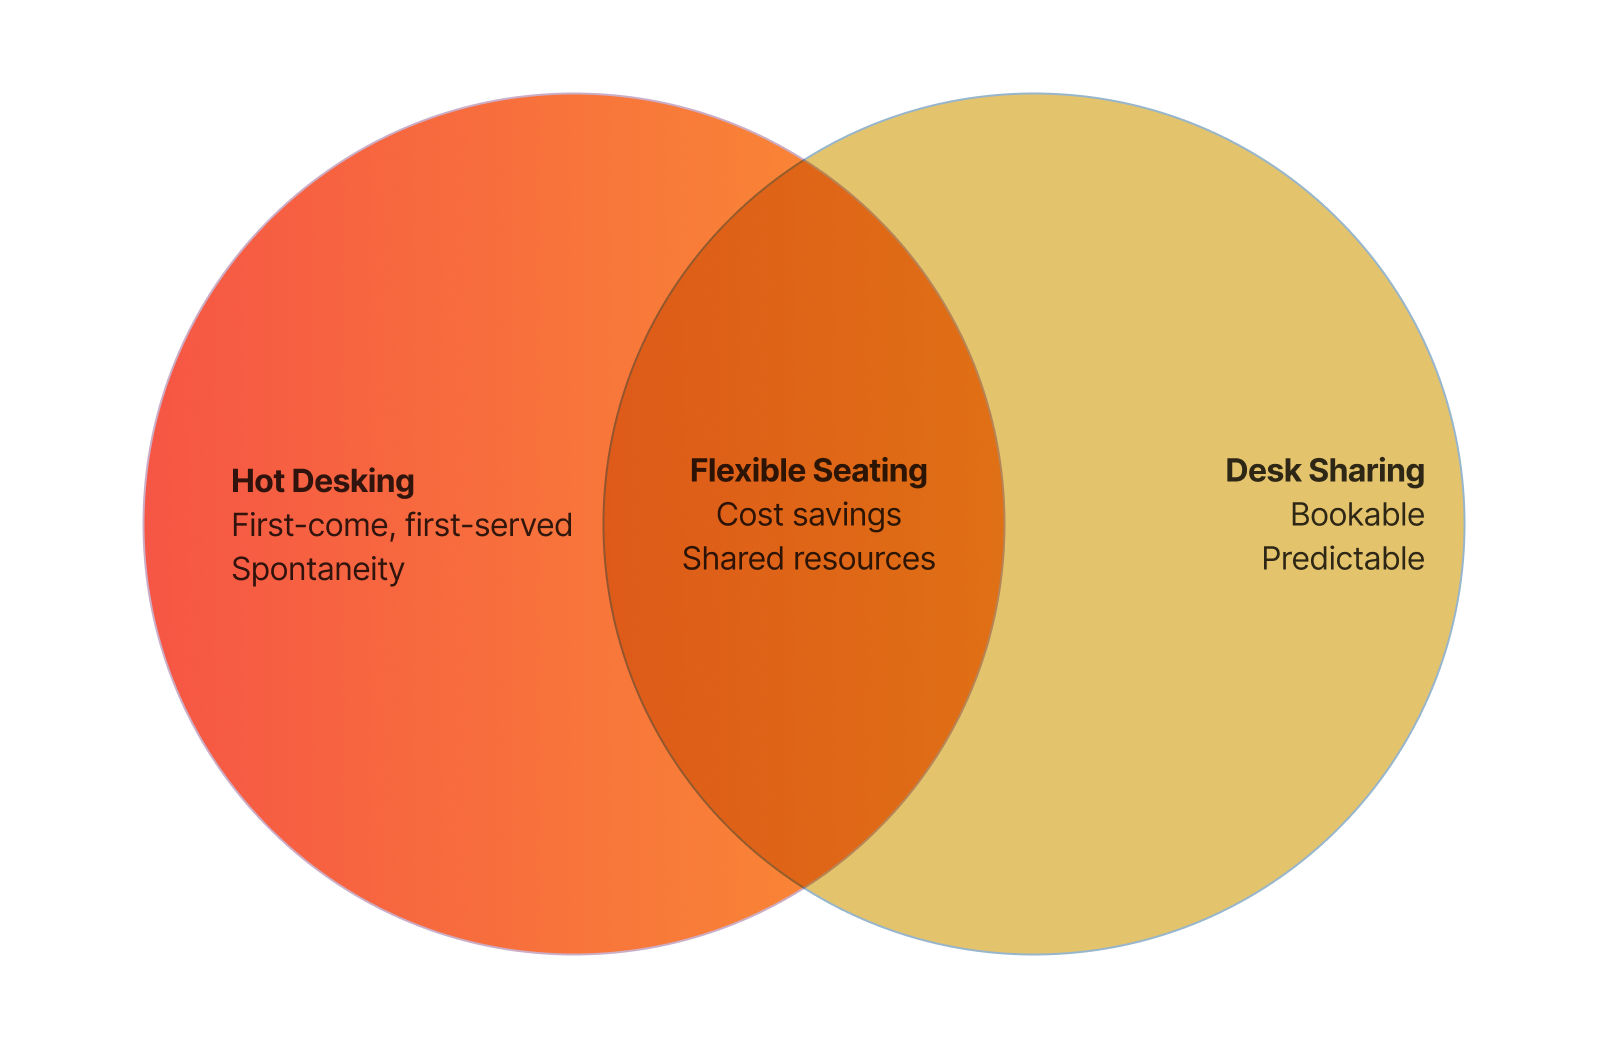 Hot Desking
First-come, first-served
Spontaneity
Flexible Seating
Cost savings
Shared resources
Desk Sharing
Bookable
Predictable